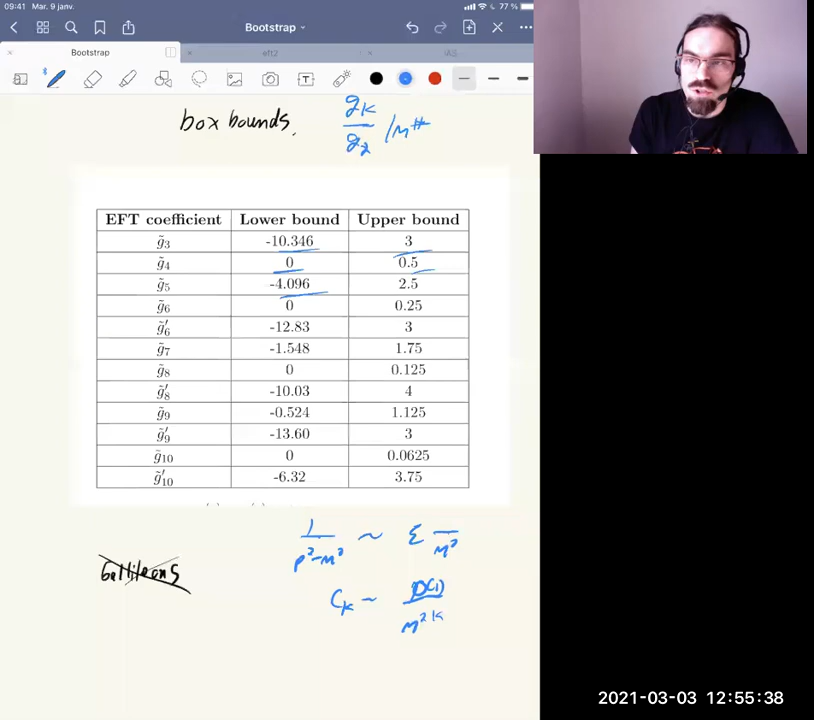 09:41 Mar. 9 janv. 77 %
Bootstrap
Bootstrap eft2
box bounds. g_k/g_2 /M^#
EFT coefficient Lower bound Upper bound
g̃3 -10.346 3
g̃4 0 0.5
g̃5 -4.096 2.5
g̃6 0 0.25
g̃′6 -12.83 3
g̃7 -1.548 1.75
g̃8 0 0.125
g̃′8 -10.03 4
g̃9 -0.524 1.125
g̃′9 -13.60 3
g̃10 0 0.0625
g̃′10 -6.32 3.75
1/(p^2-M^2) ~ Σ —/M^2
Galileons
C_k ~ O(1)/M^2k
2021-03-03 12:55:38